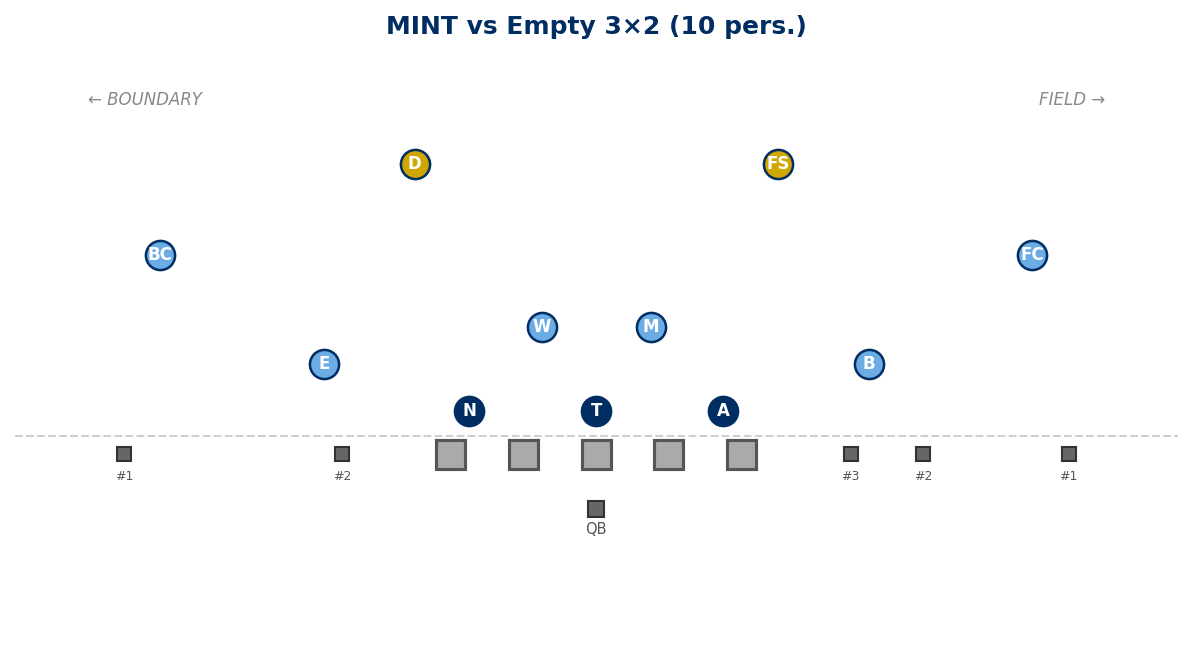 MINT vs Empty 3×2 (10 pers.)
← BOUNDARY
FIELD →
D
FS
BC
FC
W
M
E
B
N
T
A
#1
#2
#3
#2
#1
QB